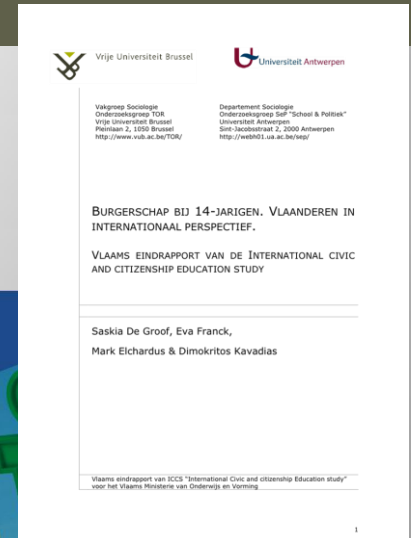 Vrije Universiteit Brussel
Universiteit Antwerpen
Vakgroep Sociologie
Onderzoeksgroep TOR
Vrije Universiteit Brussel
Pleinlaan 2, 1050 Brussel
http://www.vub.ac.be/TOR/
Departement Sociologie
Onderzoeksgroep SeP "School & Politiek"
Universiteit Antwerpen
Sint-Jacobsstraat 2, 2000 Antwerpen
http://webh01.ua.ac.be/sep/
BURGERSCHAP BIJ 14-JARIGEN. VLAANDEREN IN
INTERNATIONAAL PERSPECTIEF.
VLAAMS EINDRAPPORT VAN DE INTERNATIONAL CIVIC
AND CITIZENSHIP EDUCATION STUDY
Saskia De Groof, Eva Franck,
Mark Elchardus & Dimokritos Kavadias
Vlaams eindrapport van ICCS "International Civic and citizenship Education study"
voor het Vlaams Ministerie van Onderwijs en Vorming
1